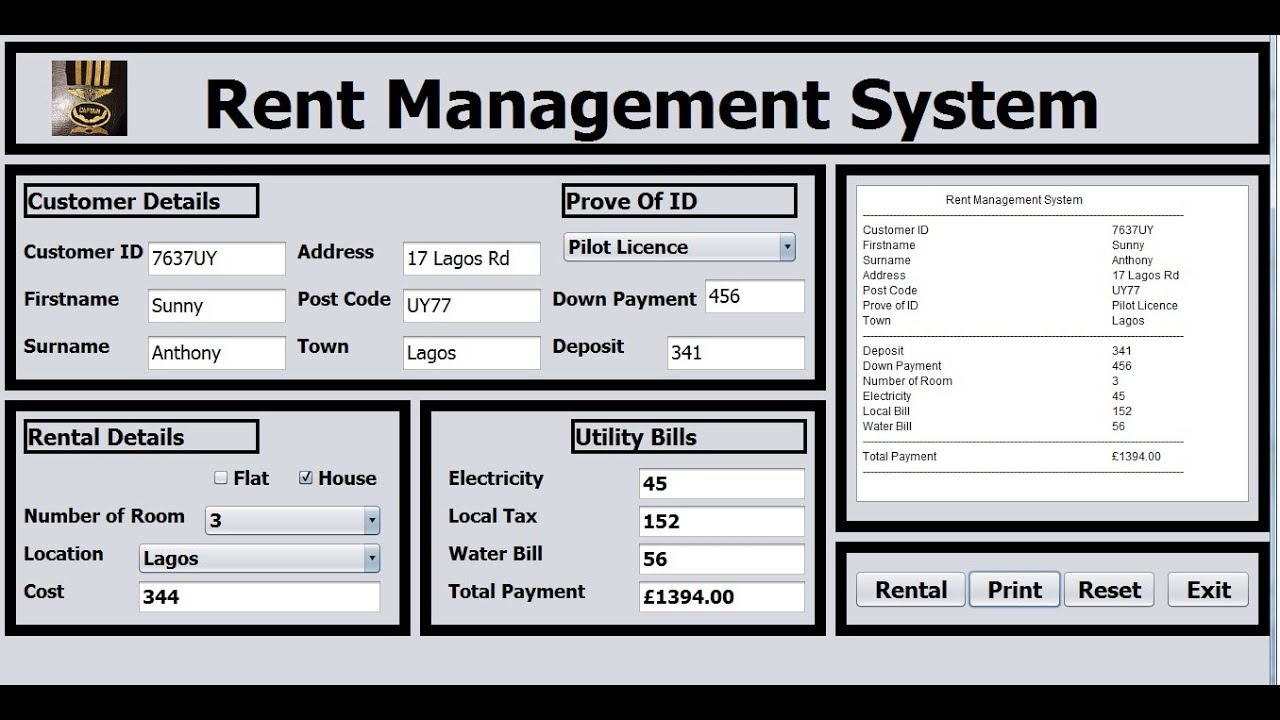 Rent Management System
CAPTAIN
Customer Details
Prove Of ID
Customer ID 7637UY Address 17 Lagos Rd Pilot Licence
Firstname Sunny Post Code UY77 Down Payment 456
Surname Anthony Town Lagos Deposit 341
Rental Details
Flat House
Number of Room 3
Location Lagos
Cost 344
Utility Bills
Electricity 45
Local Tax 152
Water Bill 56
Total Payment £1394.00
Rent Management System
Customer ID 7637UY
Firstname Sunny
Surname Anthony
Address 17 Lagos Rd
Post Code UY77
Prove of ID Pilot Licence
Town Lagos
Deposit 341
Down Payment 456
Number of Room 3
Electricity 45
Local Bill 152
Water Bill 56
Total Payment £1394.00
Rental Print Reset Exit